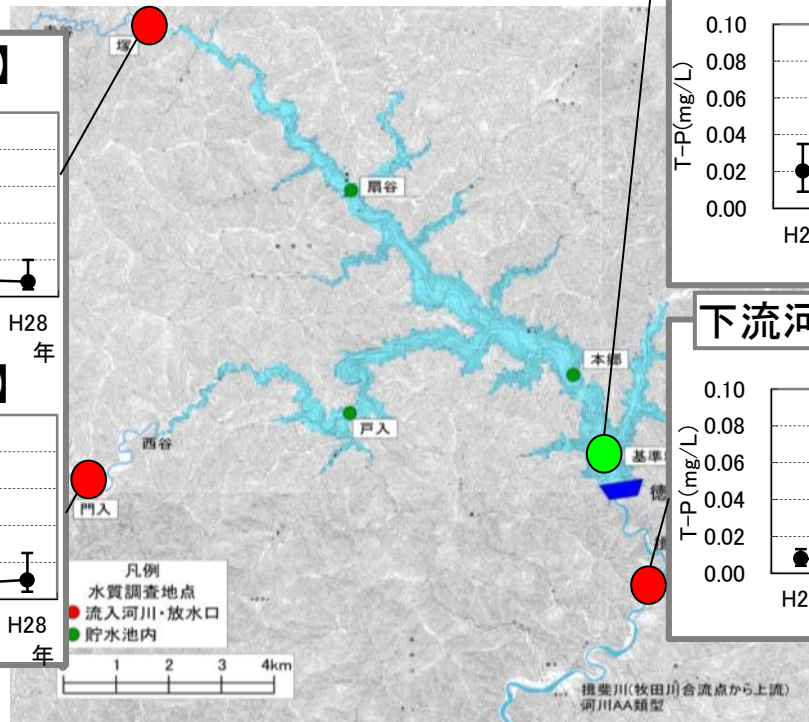 塚
】
H28
年
】
H28
年
扇谷
本郷
戸入
西谷
門入
基準
徳
凡例
水質調査地点
流入河川・放水口
貯水池内
1 2 3 4km
揖斐川(牧田川合流点から上流)
河川AA類型
T-P(mg/L)
0.10
0.08
0.06
0.04
0.02
0.00
H2
下流河
T-P(mg/L)
0.10
0.08
0.06
0.04
0.02
0.00
H2